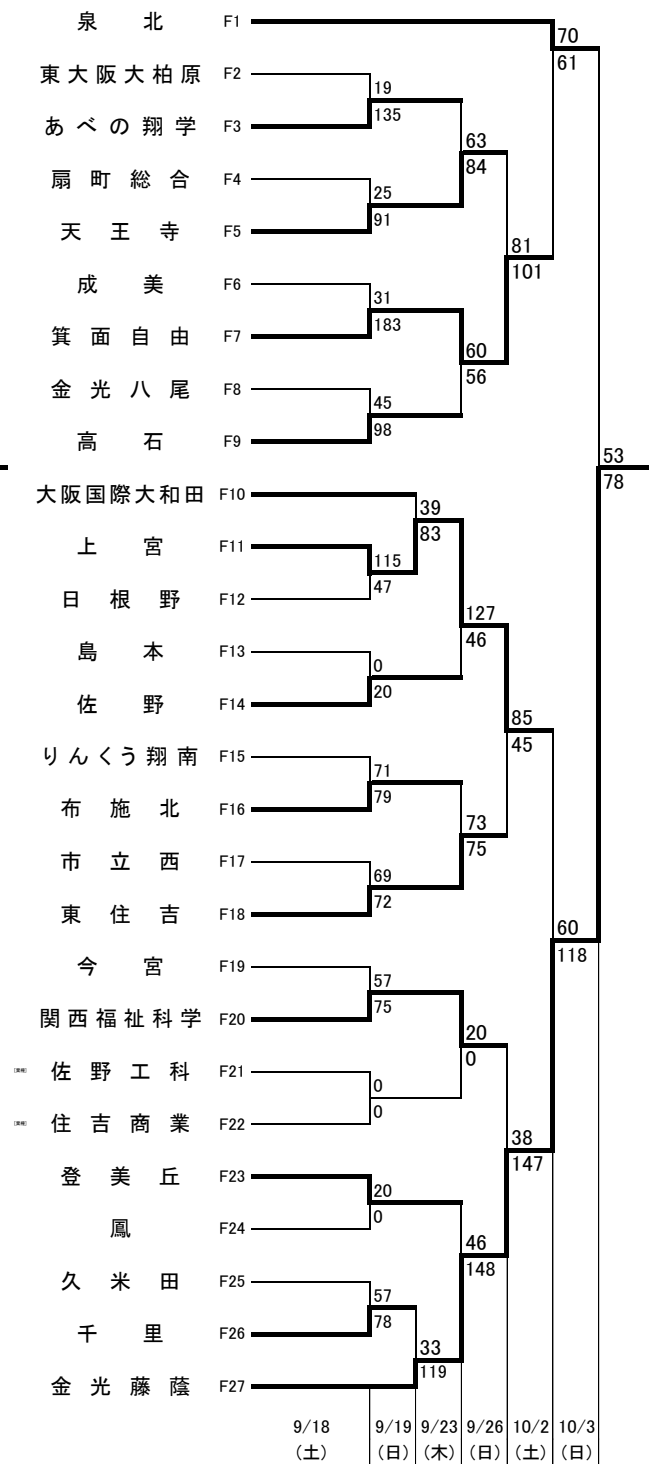 泉北 F1
70
61
東大阪大柏原 F2
19
135
あべの翔学 F3
63
84
扇町総合 F4
25
91
天王寺 F5
81
101
成美 F6
31
183
箕面自由 F7
60
56
金光八尾 F8
45
98
高石 F9
53
78
大阪国際大和田 F10
39
83
上宮 F11
115
47
日根野 F12
127
46
島本 F13
0
20
佐野 F14
85
45
りんくう翔南 F15
71
79
布施北 F16
73
75
市立西 F17
69
72
東住吉 F18
60
118
今宮 F19
57
75
関西福祉科学 F20
20
0
佐野工科 F21
0
0
住吉商業 F22
38
147
登美丘 F23
20
0
鳳 F24
46
148
久米田 F25
57
78
千里 F26
33
119
金光藤蔭 F27
9/18 9/19 9/23 9/26 10/2 10/3
(土) (日) (木) (日) (土) (日)